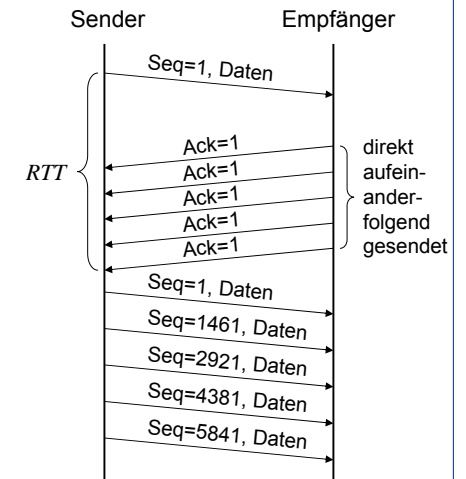 Sender
Empfänger
Seq=1, Daten
RTT
Ack=1
Ack=1
Ack=1
Ack=1
Ack=1
direkt
aufein-
ander-
folgend
gesendet
Seq=1, Daten
Seq=1461, Daten
Seq=2921, Daten
Seq=4381, Daten
Seq=5841, Daten